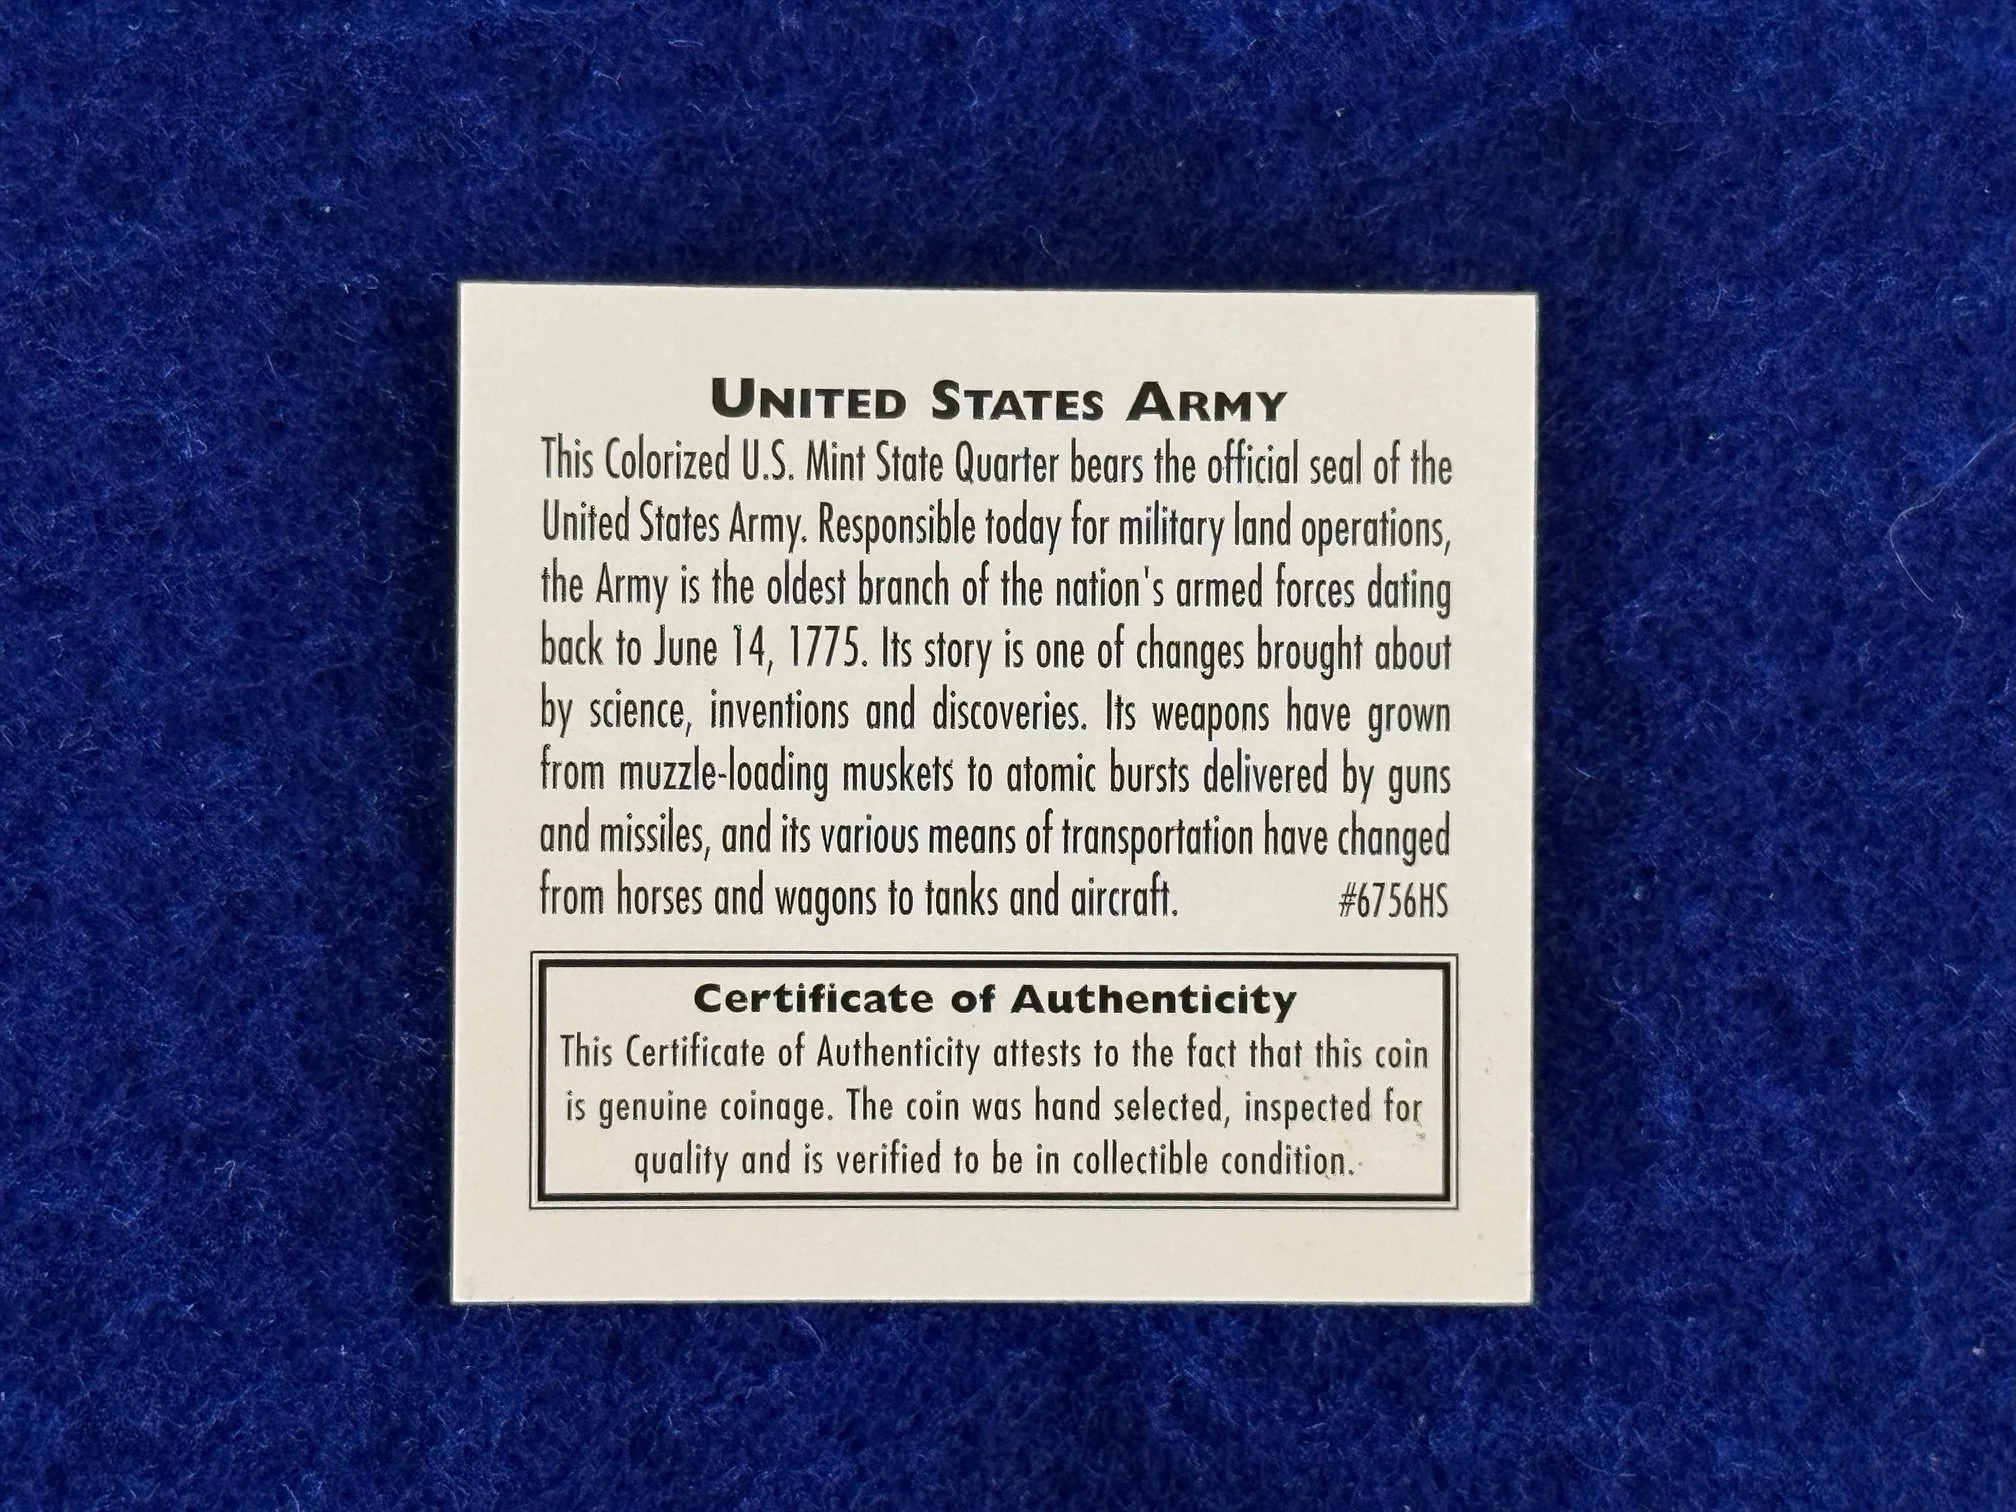 UNITED STATES ARMY
This Colorized U.S. Mint State Quarter bears the official seal of the
United States Army. Responsible today for military land operations,
the Army is the oldest branch of the nation's armed forces dating
back to June 14, 1775. Its story is one of changes brought about
by science, inventions and discoveries. Its weapons have grown
from muzzle-loading muskets to atomic bursts delivered by guns
and missiles, and its various means of transportation have changed
from horses and wagons to tanks and aircraft. #6756HS
Certificate of Authenticity
This Certificate of Authenticity attests to the fact that this coin
is genuine coinage. The coin was hand selected, inspected for
quality and is verified to be in collectible condition.